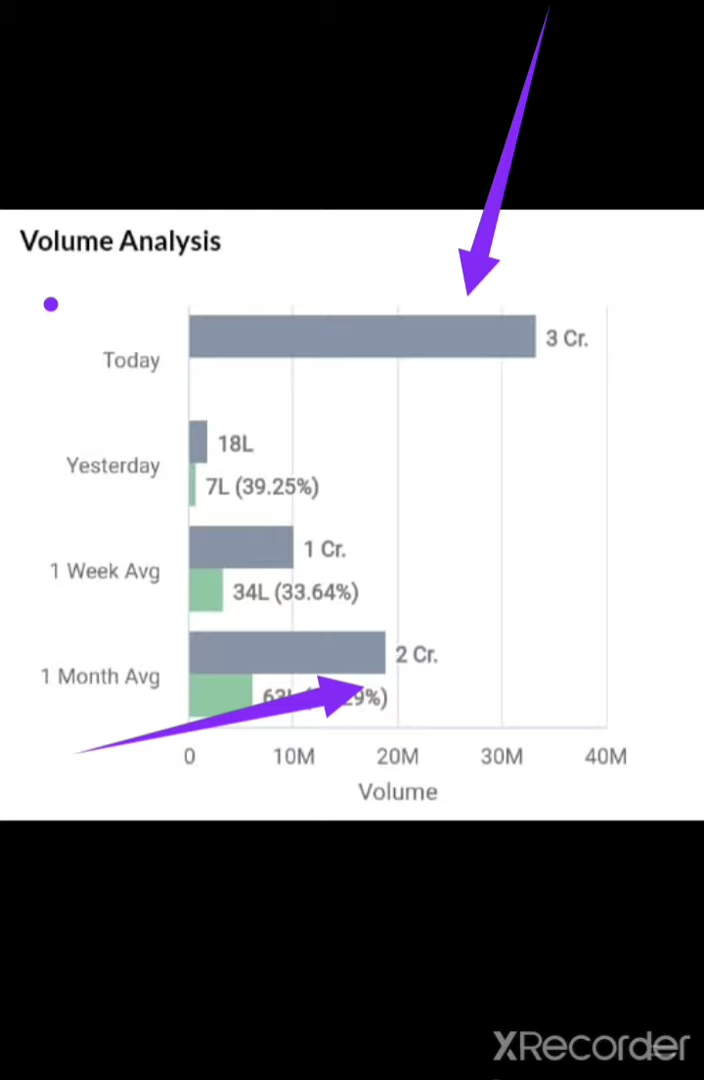 Volume Analysis
Today
3 Cr.
Yesterday
18L
7L (39.25%)
1 Week Avg
1 Cr.
34L (33.64%)
1 Month Avg
2 Cr.
0
10M
20M
30M
40M
Volume
XRecorder